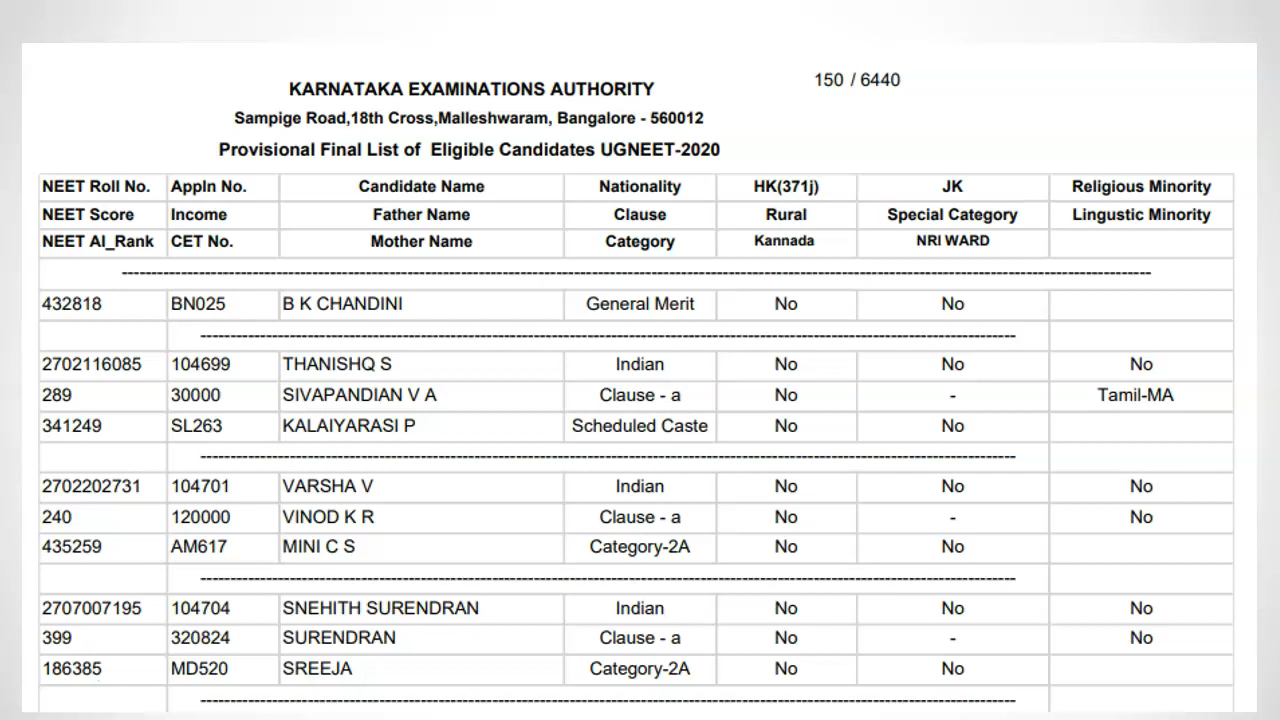 150 / 6440
KARNATAKA EXAMINATIONS AUTHORITY
Sampige Road,18th Cross,Malleshwaram, Bangalore - 560012
Provisional Final List of Eligible Candidates UGNEET-2020
NEET Roll No. Appln No. Candidate Name Nationality HK(371j) JK Religious Minority
NEET Score Income Father Name Clause Rural Special Category Lingustic Minority
NEET AI_Rank CET No. Mother Name Category Kannada NRI WARD
432818 BN025 B K CHANDINI General Merit No No
2702116085 104699 THANISHQ S Indian No No No
289 30000 SIVAPANDIAN V A Clause - a No - Tamil-MA
341249 SL263 KALAIYARASI P Scheduled Caste No No
2702202731 104701 VARSHA V Indian No No No
240 120000 VINOD K R Clause - a No - No
435259 AM617 MINI C S Category-2A No No
2707007195 104704 SNEHITH SURENDRAN Indian No No No
399 320824 SURENDRAN Clause - a No - No
186385 MD520 SREEJA Category-2A No No